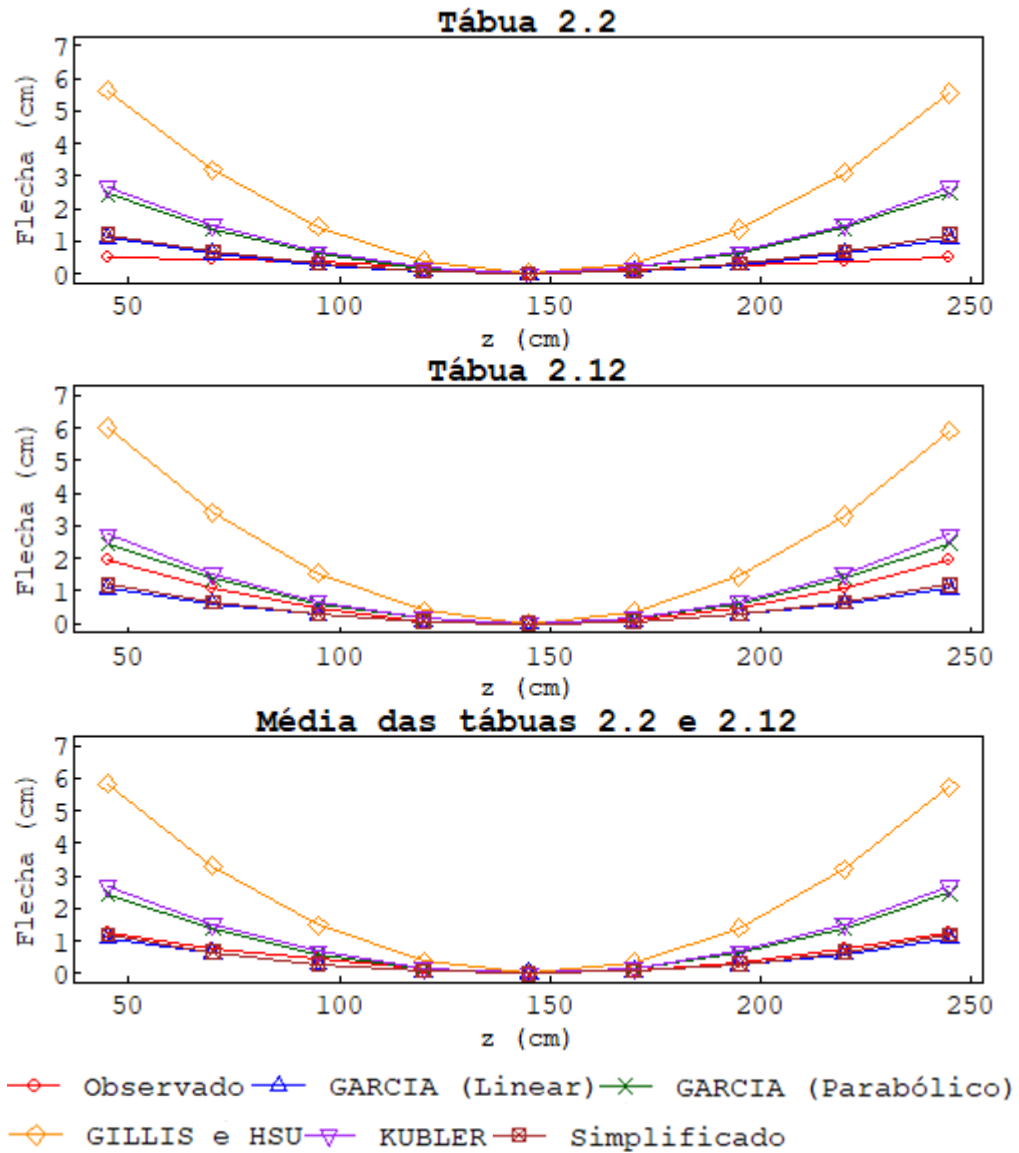 Tábua 2.2
Flecha (cm)
7
6
5
4
3
2
1
0
50 100 150 200 250
z (cm)
Tábua 2.12
Flecha (cm)
7
6
5
4
3
2
1
0
50 100 150 200 250
z (cm)
Média das tábuas 2.2 e 2.12
Flecha (cm)
7
6
5
4
3
2
1
0
50 100 150 200 250
z (cm)
Observado GARCIA (Linear) GARCIA (Parabólico)
GILLIS e HSU KUBLER Simplificado